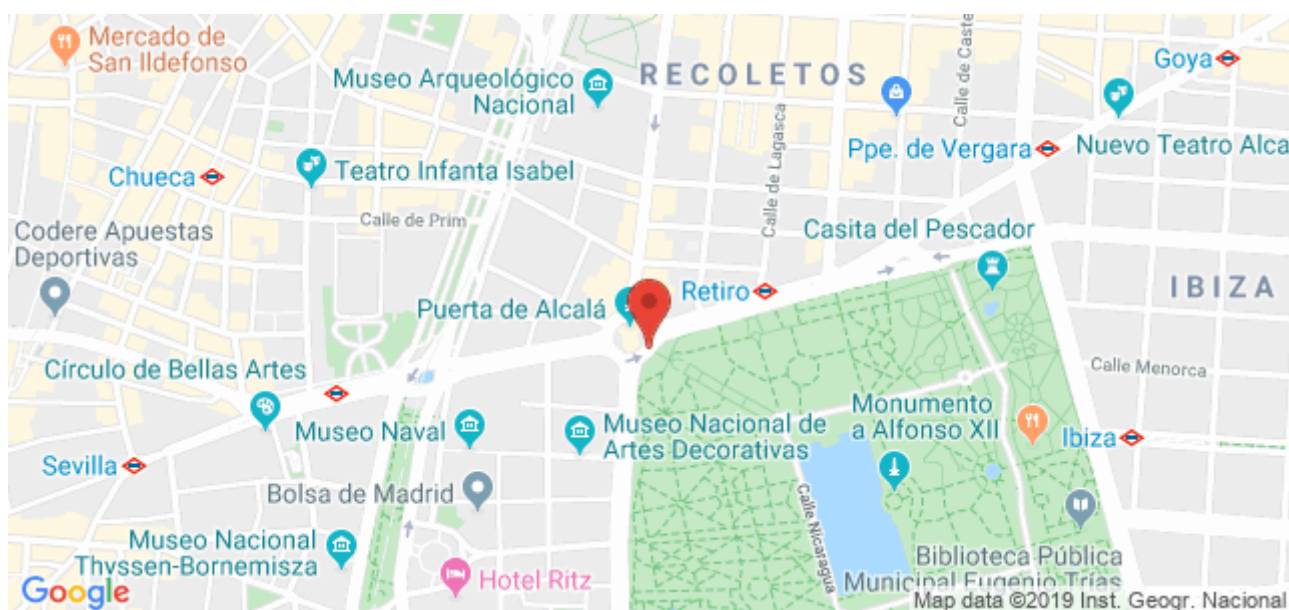 Mercado de
San Ildefonso
Museo Arqueológico
Nacional
RECOLETOS
Calle de Caste
Goya
Calle de Lagasca
Ppe. de Vergara
Nuevo Teatro Alca
Chueca
Teatro Infanta Isabel
Calle de Prim
Codere Apuestas
Deportivas
Casita del Pescador
Puerta de Alcalá
Retiro
IBIZA
Círculo de Bellas Artes
Calle Menorca
Museo Naval
Museo Nacional de
Artes Decorativas
Monumento
a Alfonso XII
Ibiza
Sevilla
Bolsa de Madrid
Calle Nicaragua
Museo Nacional
Thyssen-Bornemisza
Hotel Ritz
Biblioteca Pública
Municipal Eugenio Trías
Google
Map data ©2019 Inst. Geogr. Nacional